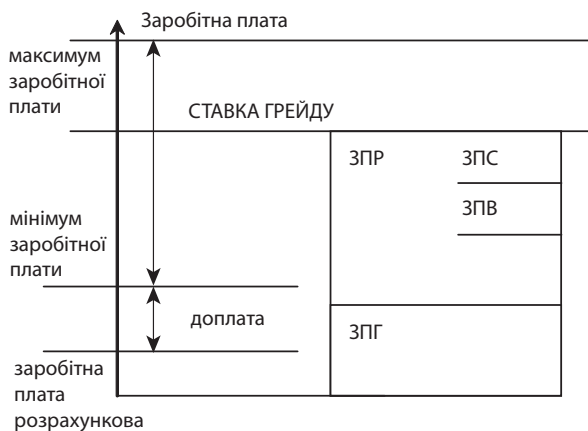 Заробітна плата
максимум
заробітної
плати
СТАВКА ГРЕЙДУ
ЗПР
ЗПС
ЗПВ
мінімум
заробітної
плати
доплата
ЗПГ
заробітна
плата
розрахункова